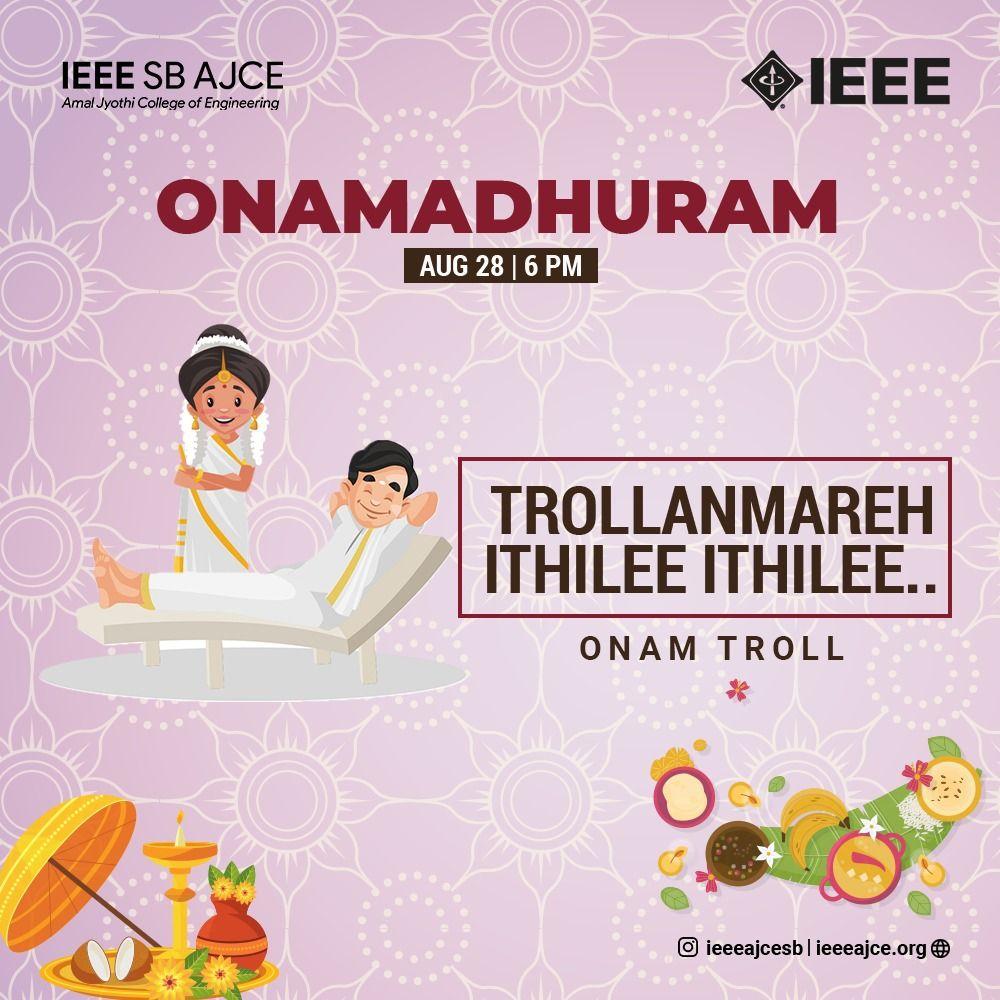 IEEE SB AJCE
Amal Jyothi College of Engineering
IEEE
ONAMADHURAM
AUG 28 | 6 PM
TROLLANMAREH
ITHILEE ITHILEE..
ONAM TROLL
ieeeajcesb | ieeeajce.org